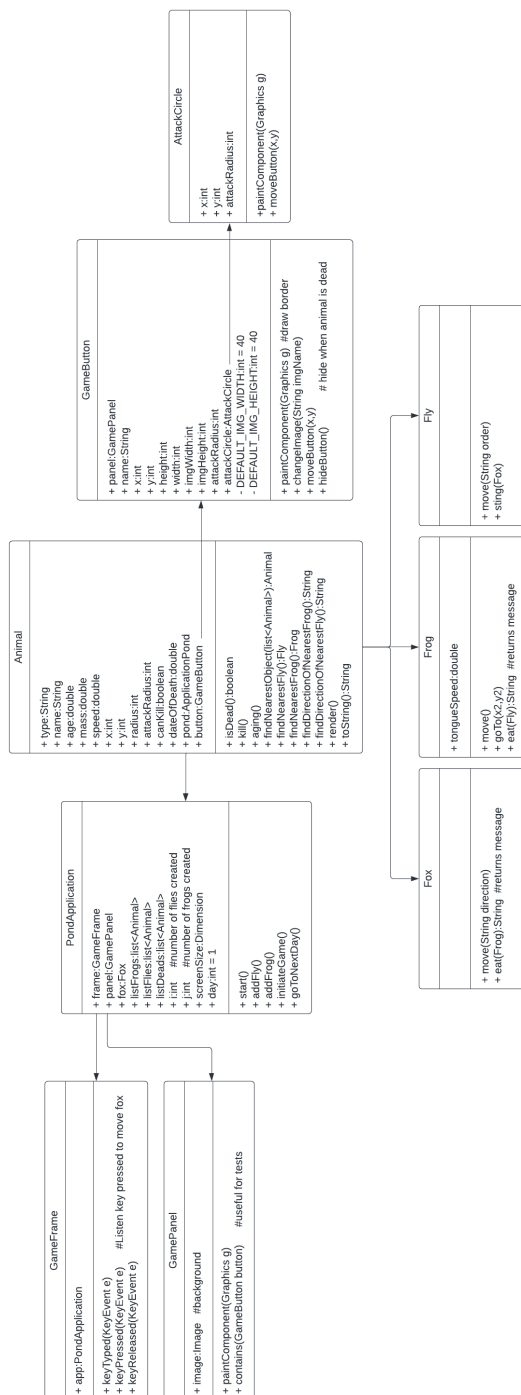 GameFrame
+ app:PondApplication
+ keyTyped(KeyEvent e)
+ keyPressed(KeyEvent e) #Listen key pressed to move fox
+ keyReleased(KeyEvent e)
GamePanel
+ image:Image #background
+ paintComponent(Graphics g)
+ contains(GameButton button) #useful for tests
PondApplication
+ frame:GameFrame
+ panel:GamePanel
+ fox:Fox
+ listFrogs:list<Animal>
+ listFlies:list<Animal>
+ listDeads:list<Animal>
+ i:int #number of flies created
+ j:int #number of frogs created
+ screenSize:Dimension
+ day:int = 1
+ start()
+ addFly()
+ addFrog()
+ initiateGame()
+ goToNextDay()
Animal
+ type:String
+ name:String
+ age:double
+ mass:double
+ speed:double
+ x:int
+ y:int
+ radius:int
+ attackRadius:int
+ canKill:boolean
+ dateOfDeath:double
+ pond:ApplicationPond
+ button:GameButton
+ isDead():boolean
+ kill()
+ aging()
+ findNearestObject(list<Animal>):Animal
+ findNearestFly():Fly
+ findNearestFrog():Frog
+ findDirectionOfNearestFrog():String
+ findDirectionOfNearestFly():String
+ render()
+ toString():String
GameButton
+ panel:GamePanel
+ name:String
+ x:int
+ y:int
+ height:int
+ width:int
+ imgWidth:int
+ imgHeight:int
+ attackRadius:int
+ attackCircle:AttackCircle
- DEFAULT_IMG_WIDTH:int = 40
- DEFAULT_IMG_HEIGHT:int = 40
+ paintComponent(Graphics g) #draw border
+ changeImage(String imgName)
+ moveButton(x,y)
+ hideButton() # hide when animal is dead
AttackCircle
+ x:int
+ y:int
+ attackRadius:int
+paintComponent(Graphics g)
+ moveButton(x,y)
Fox
+ move(String direction)
+ eat(Frog):String #returns message
Frog
+ tongueSpeed:double
+ move()
+ goTo(x2,y2)
+ eat(Fly):String #returns message
Fly
+ move(String order)
+ sting(Fox)